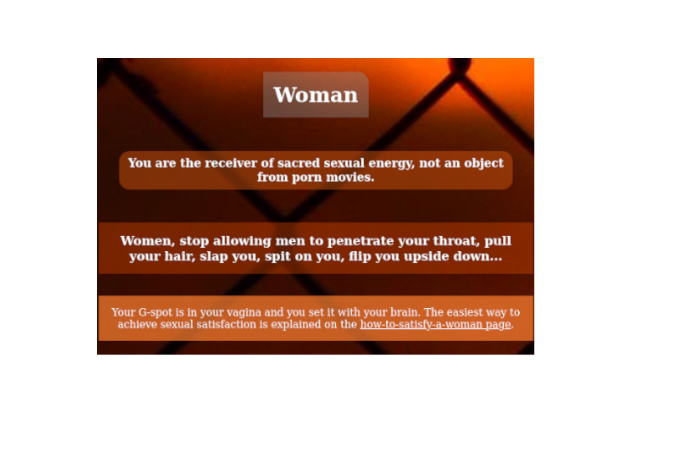 Woman
You are the receiver of sacred sexual energy, not an object
from porn movies.
Women, stop allowing men to penetrate your throat, pull
your hair, slap you, spit on you, flip you upside down...
Your G-spot is in your vagina and you set it with your brain. The easiest way to
achieve sexual satisfaction is explained on the how-to-satisfy-a-woman page.